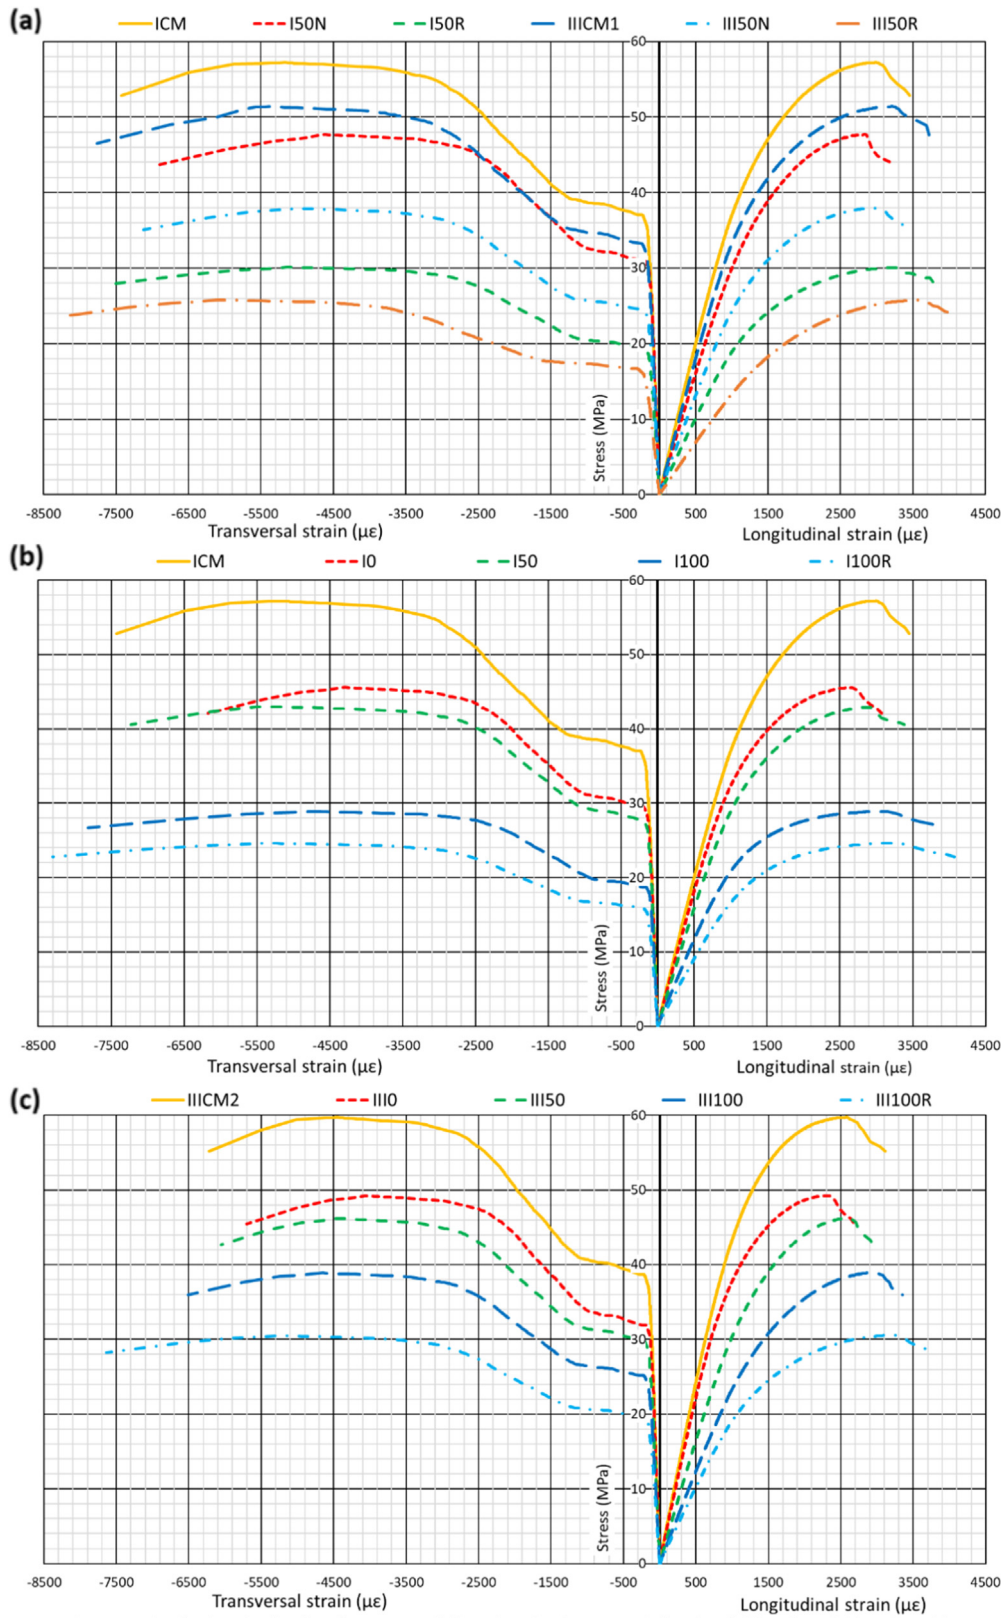 (a)
ICM I50N I50R IIICM1 III50N III50R
60
50
40
30
20
10
0
Stress (MPa)
-8500 -7500 -6500 -5500 -4500 -3500 -2500 -1500 -500 500 1500 2500 3500 4500
Transversal strain (µε) Longitudinal strain (µε)
(b)
ICM I0 I50 I100 I100R
60
50
40
30
20
10
0
Stress (MPa)
-8500 -7500 -6500 -5500 -4500 -3500 -2500 -1500 -500 500 1500 2500 3500 4500
Transversal strain (µε) Longitudinal strain (µε)
(c)
IIICM2 III0 III50 III100 III100R
60
50
40
30
20
10
0
Stress (MPa)
-8500 -7500 -6500 -5500 -4500 -3500 -2500 -1500 -500 500 1500 2500 3500 4500
Transversal strain (µε) Longitudinal strain (µε)